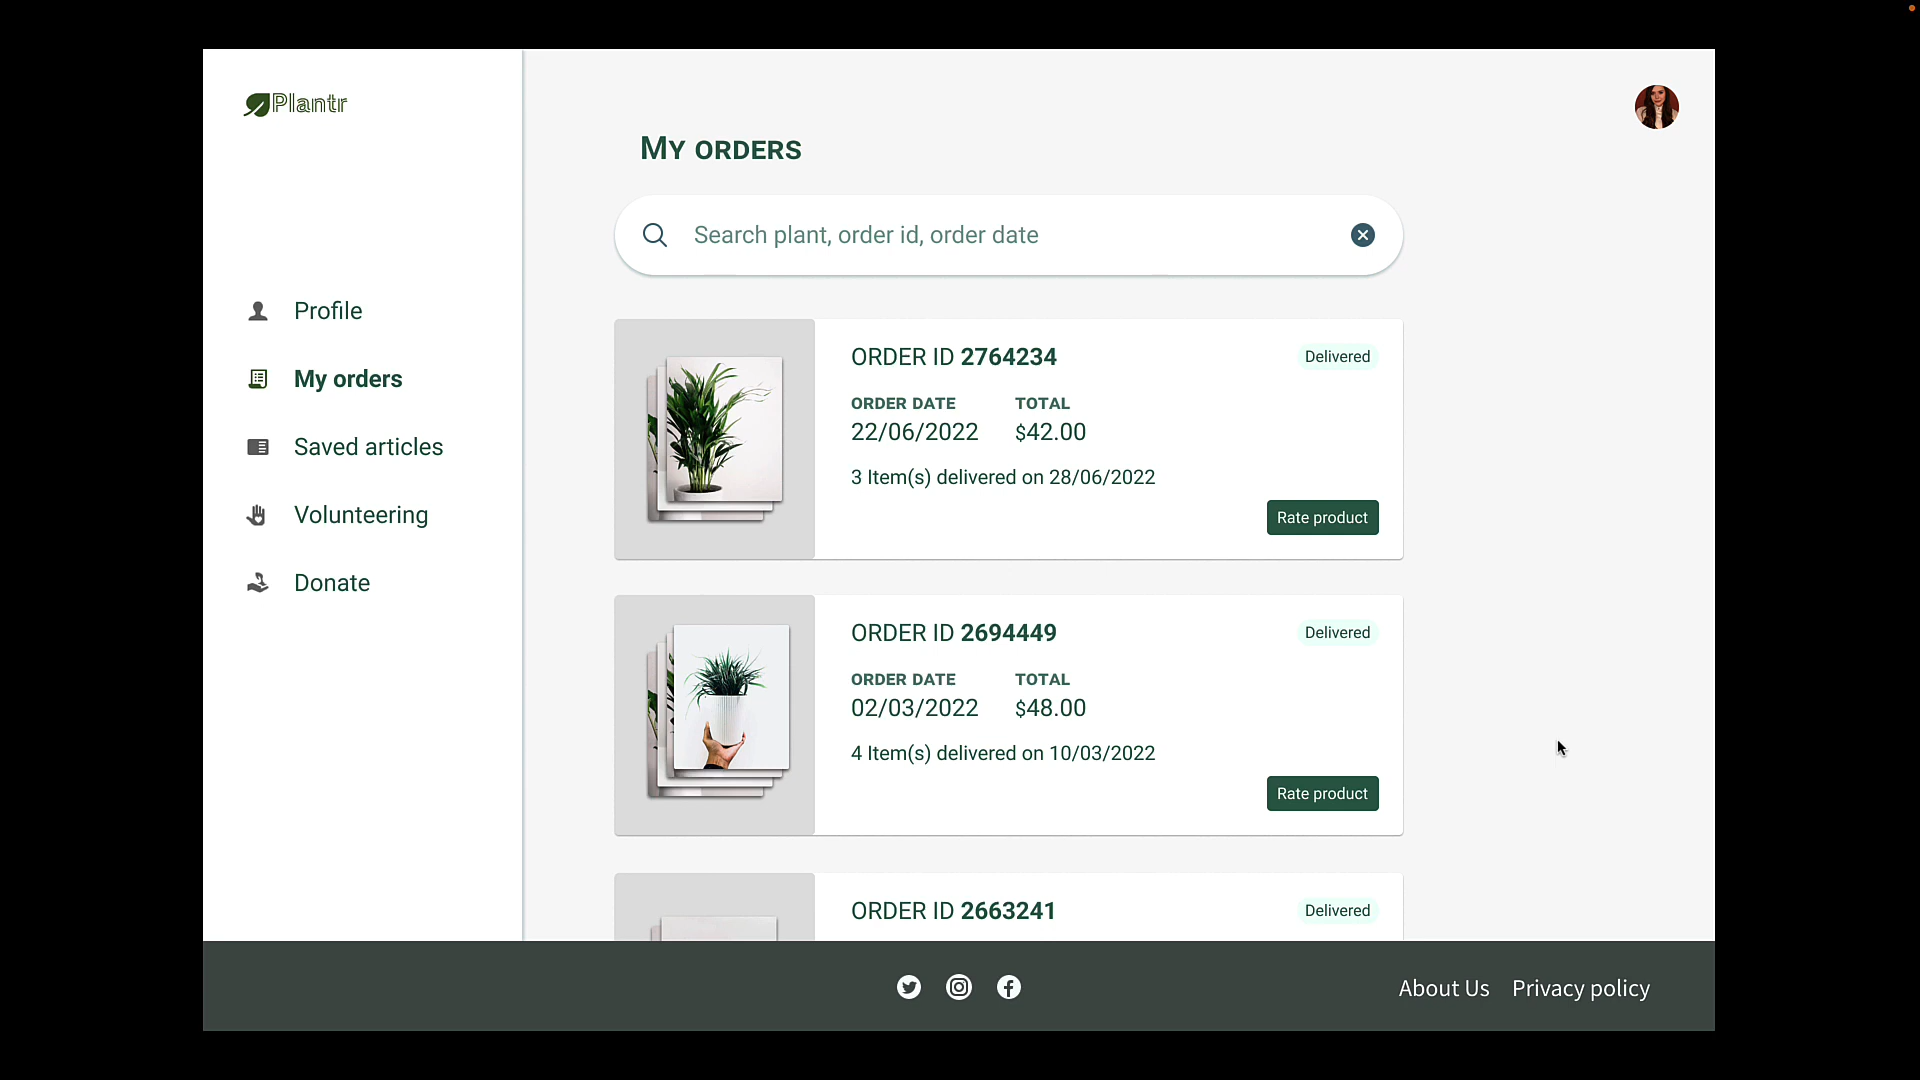 Plantr
Profile
My orders
Saved articles
Volunteering
Donate
My orders
Search plant, order id, order date
ORDER ID 2764234
Delivered
ORDER DATE TOTAL
22/06/2022 $42.00
3 Item(s) delivered on 28/06/2022
Rate product
ORDER ID 2694449
Delivered
ORDER DATE TOTAL
02/03/2022 $48.00
4 Item(s) delivered on 10/03/2022
Rate product
ORDER ID 2663241
Delivered
About Us Privacy policy